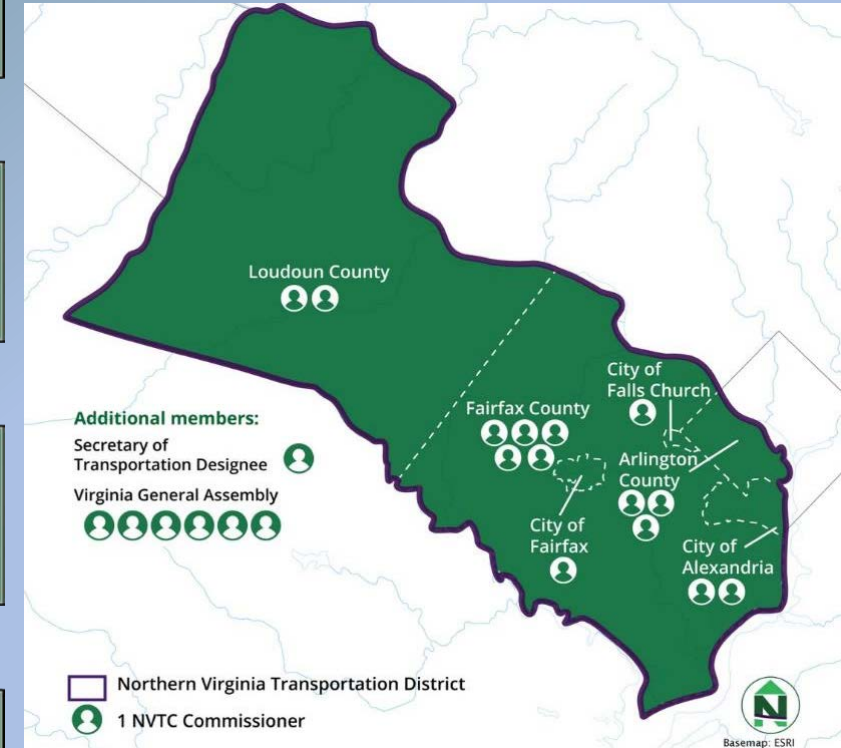 Loudoun County
City of
Falls Church
Fairfax County
Arlington
County
City of
Fairfax
City of
Alexandria
Additional members:
Secretary of
Transportation Designee
Virginia General Assembly
Northern Virginia Transportation District
1 NVTC Commissioner
N
Basemap: ESRI